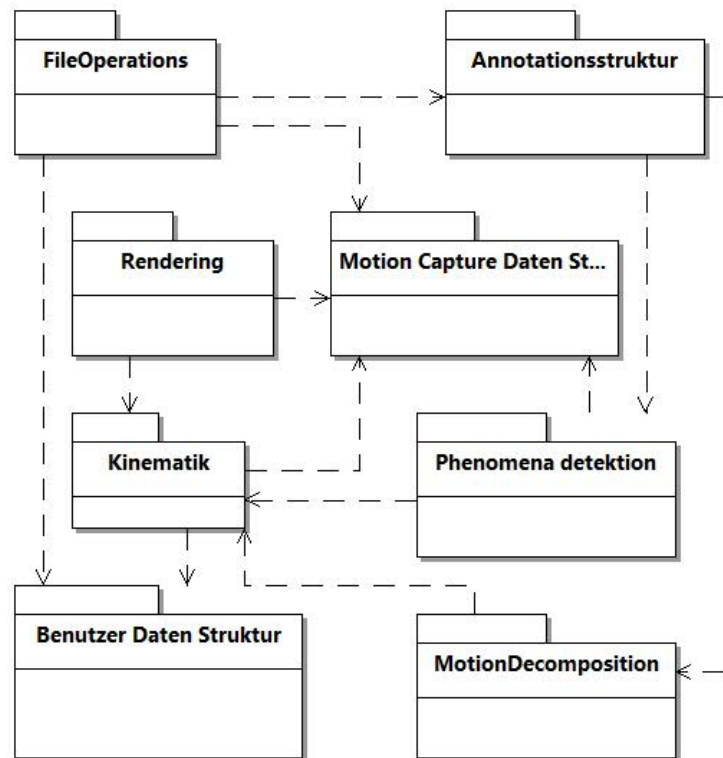 FileOperations
Annotationsstruktur
Rendering
Motion Capture Daten St...
Kinematik
Phenomena detektion
Benutzer Daten Struktur
MotionDecomposition